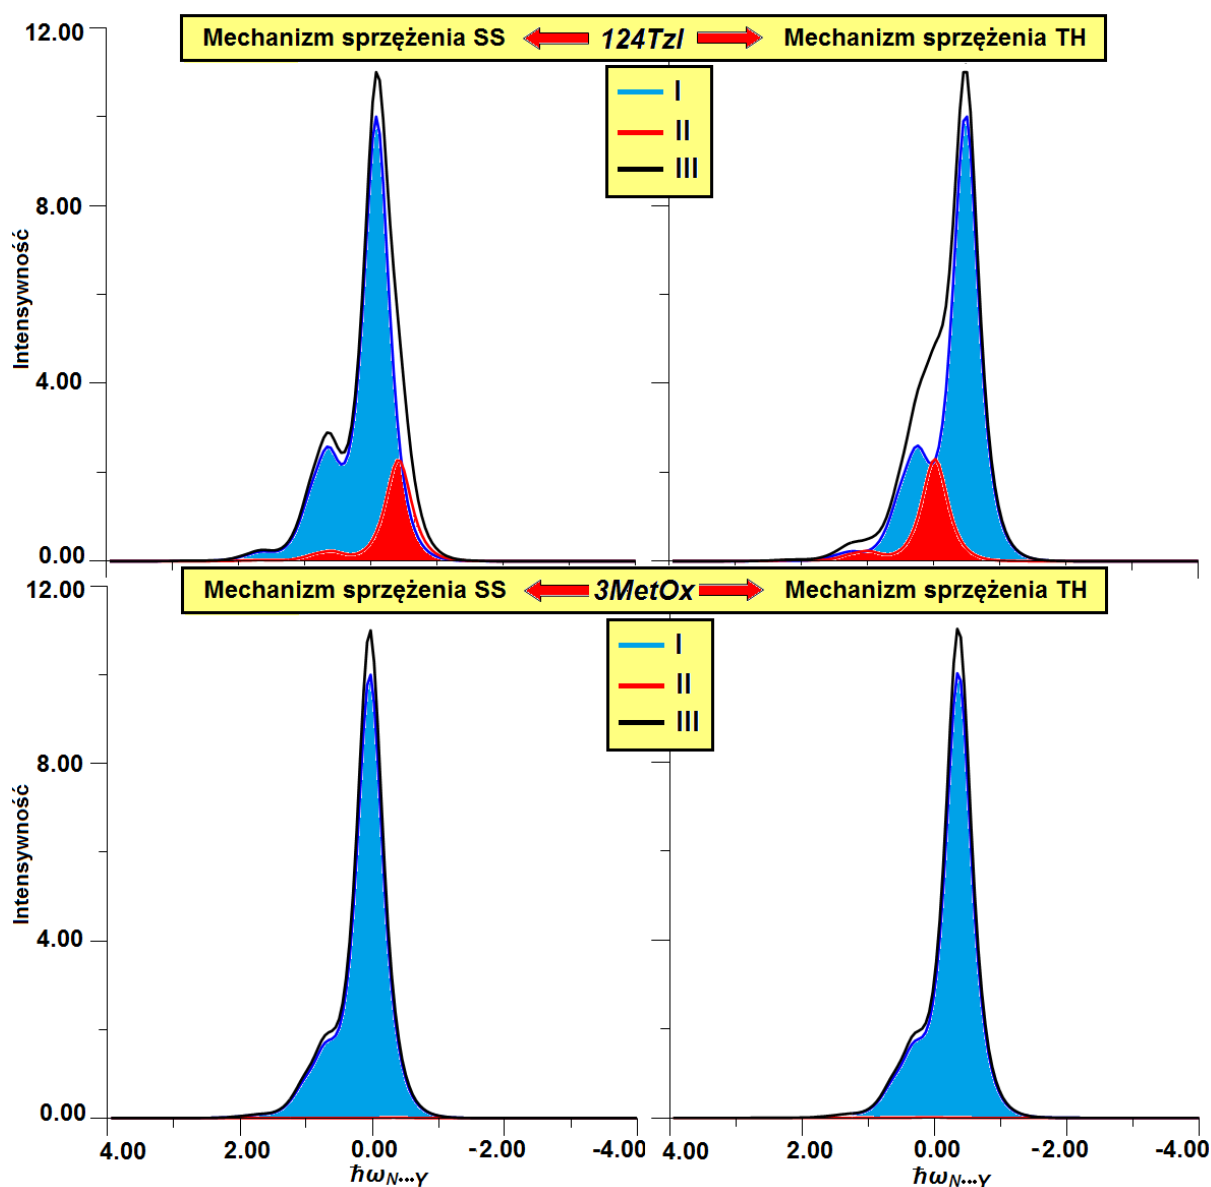 12.00
Mechanizm sprzężenia SS 124Tzl Mechanizm sprzężenia TH
I
II
III
8.00
Intensywność
4.00
0.00
12.00
Mechanizm sprzężenia SS 3MetOx Mechanizm sprzężenia TH
I
II
III
8.00
Intensywność
4.00
0.00
4.00 2.00 0.00 -2.00 -4.00 4.00 2.00 0.00 -2.00 -4.00
ħω_N...Y ħω_N...Y